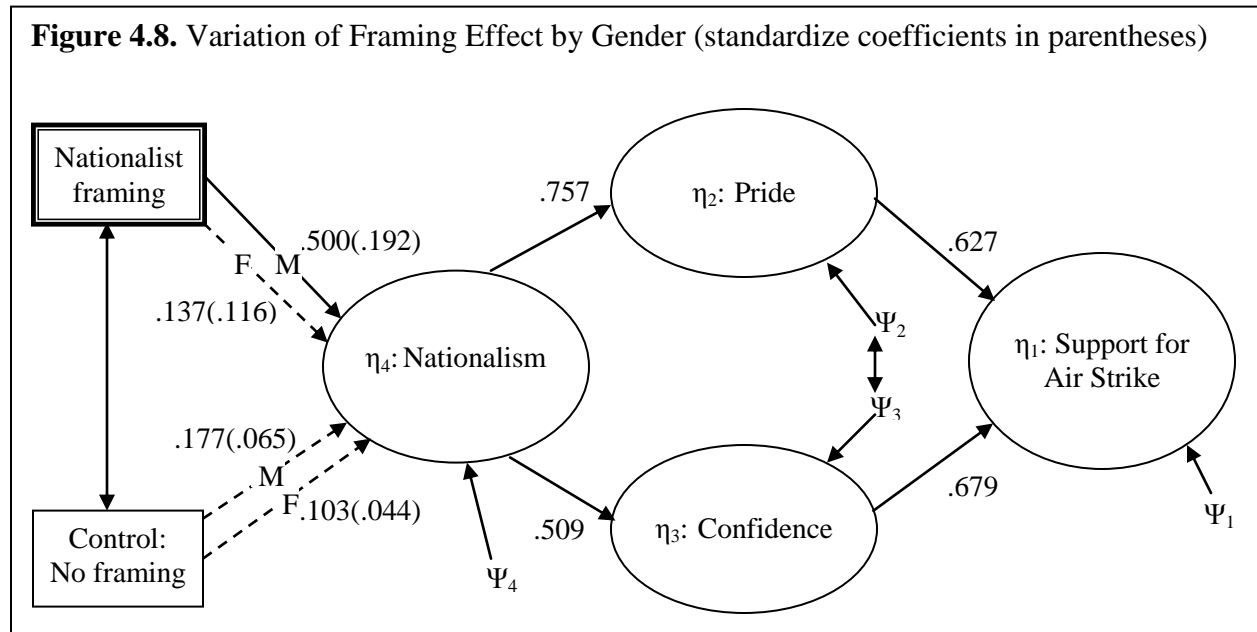 Figure 4.8. Variation of Framing Effect by Gender (standardize coefficients in parentheses)
Nationalist
framing
.500(.192)
M
F
.137(.116)
.757
η₂: Pride
.627
Ψ₂
η₄: Nationalism
η₁: Support for
Air Strike
Ψ₃
.177(.065)
M
F
.103(.044)
.509
η₃: Confidence
.679
Ψ₁
Control:
No framing
Ψ₄